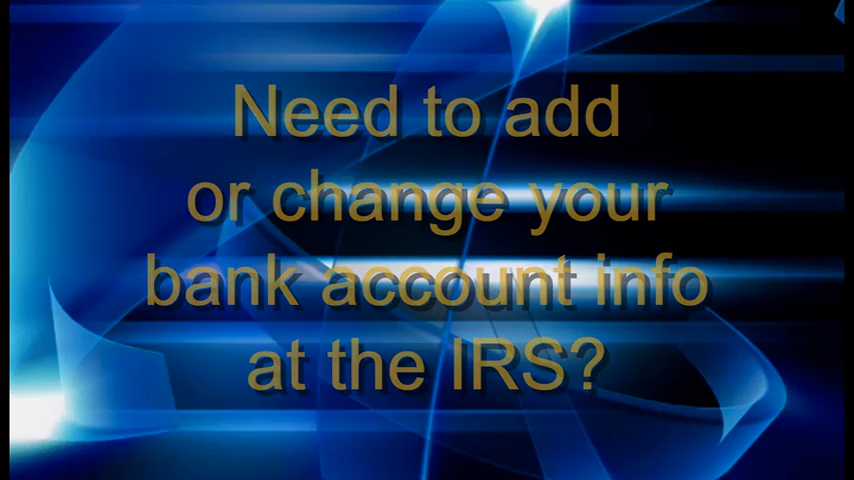 Need to add
or change your
bank account info
at the IRS?